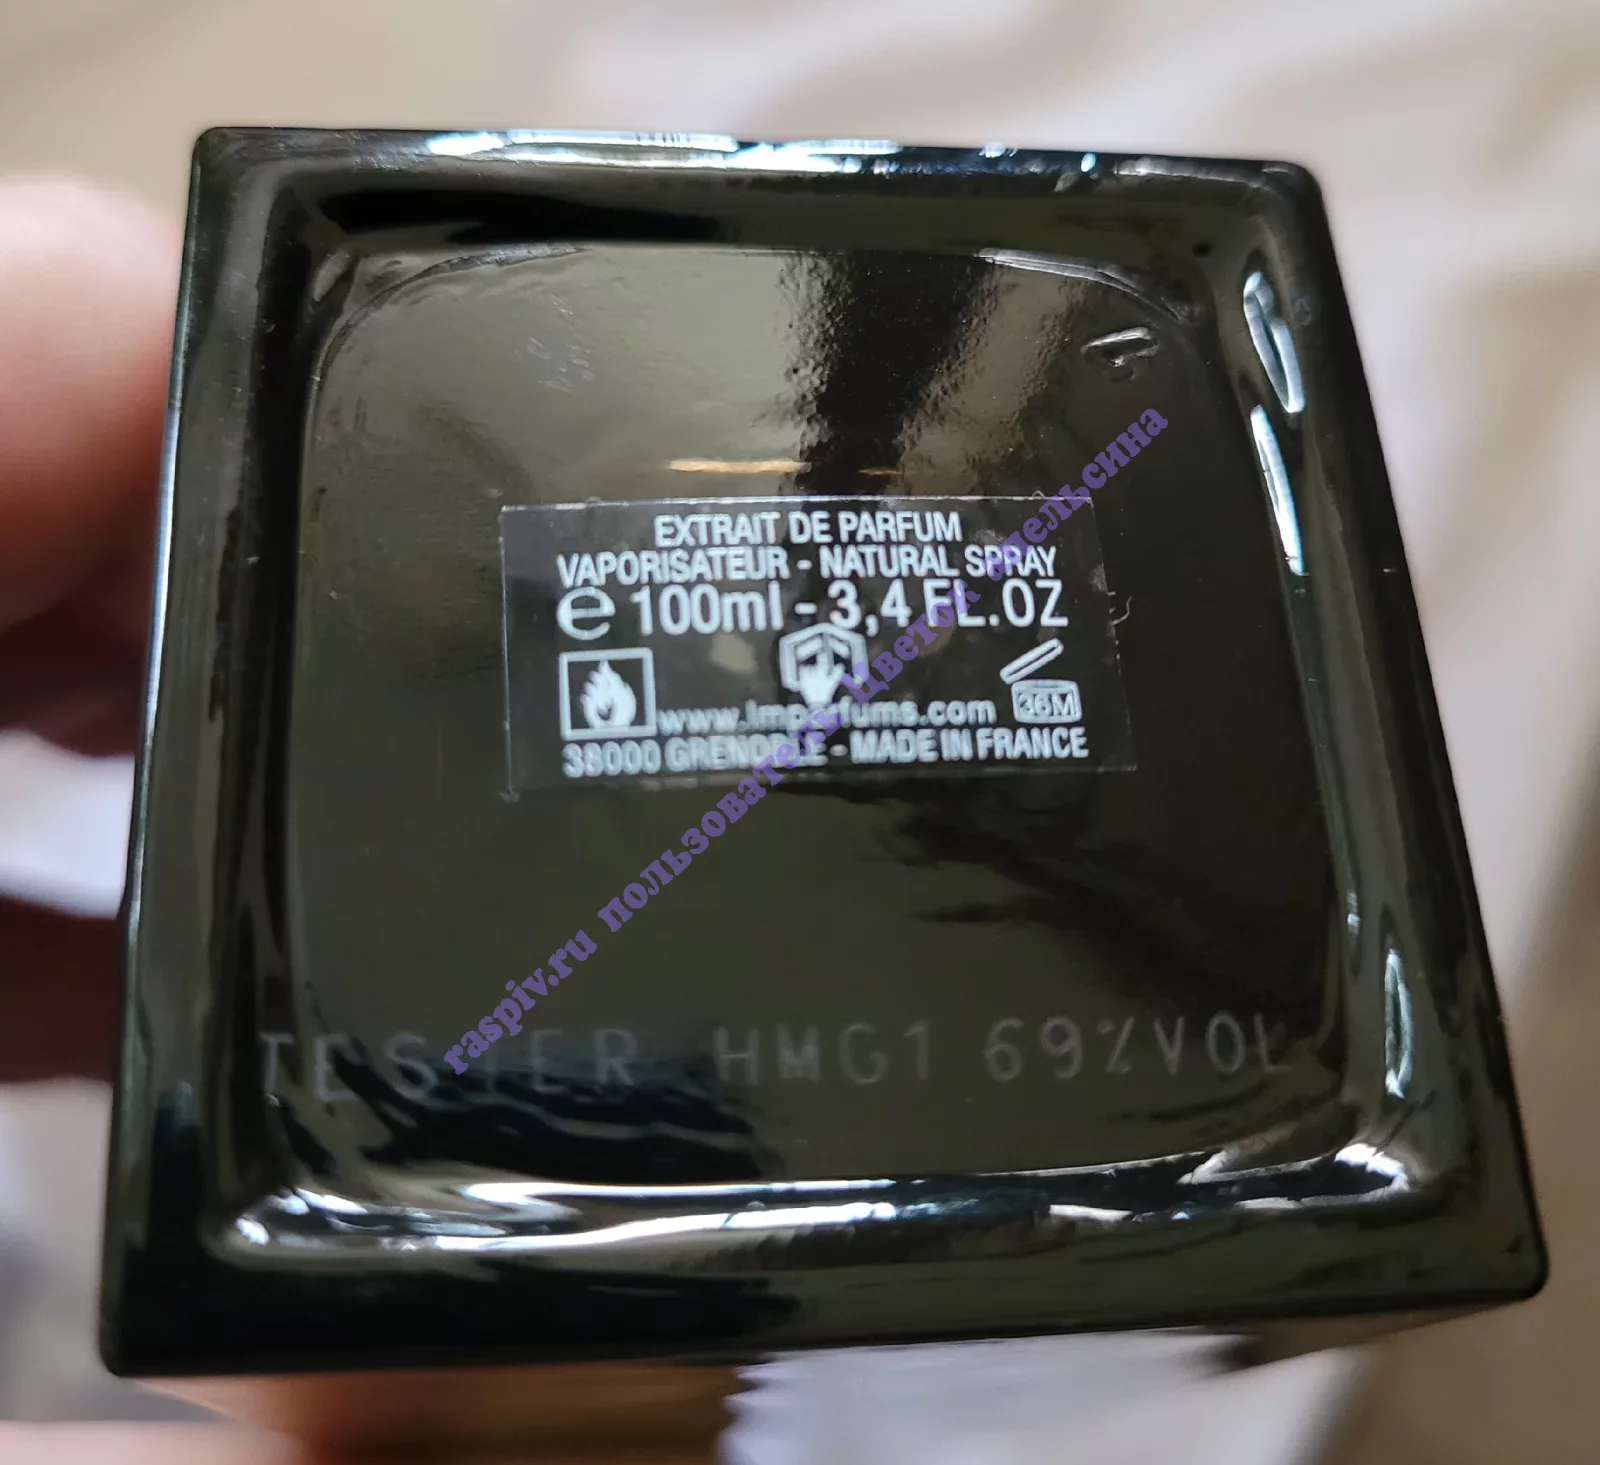 EXTRAIT DE PARFUM
VAPORISATEUR - NATURAL SPRAY
e 100ml - 3,4 FL.OZ
www.imparfums.com
36M
38000 GRENOBLE - MADE IN FRANCE
TESTER HMG1 69%VOL
raspiv.ru пользователь Цветок апельсина